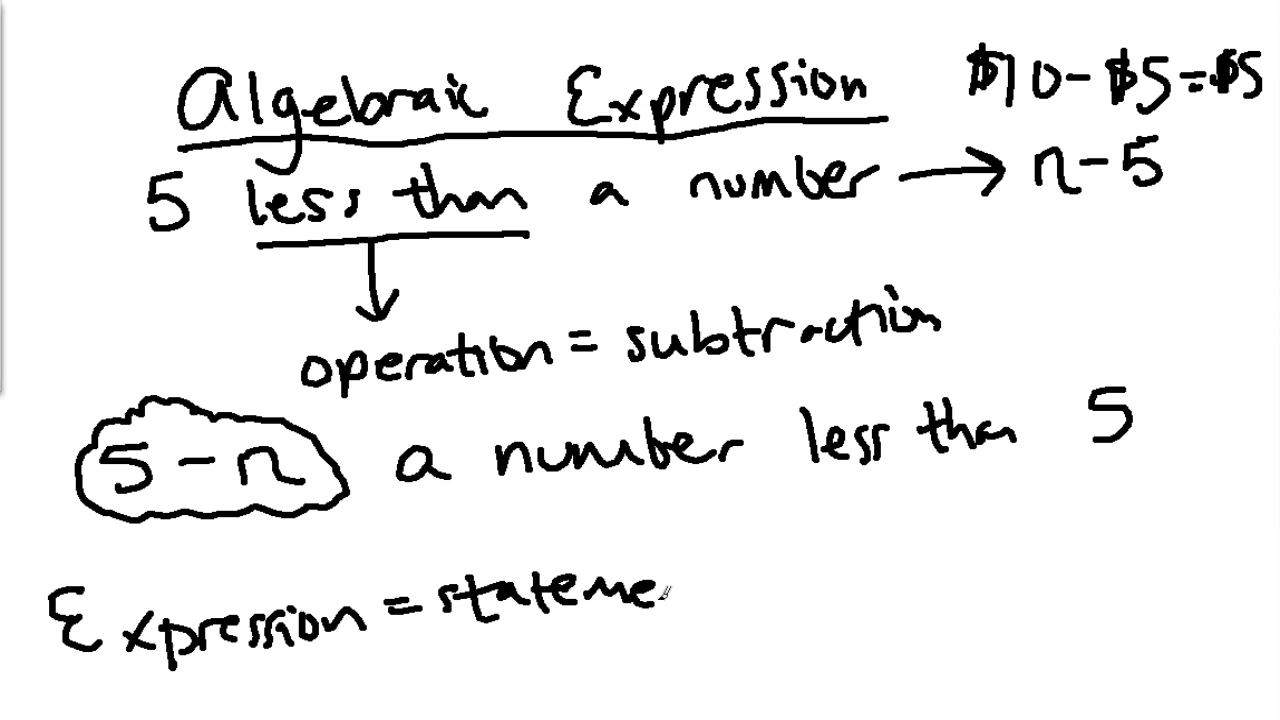 Algebraic Expression $10-$5=$5
5 less than a number → n-5
operation = subtraction
5-n a number less than 5
Expression = stateme